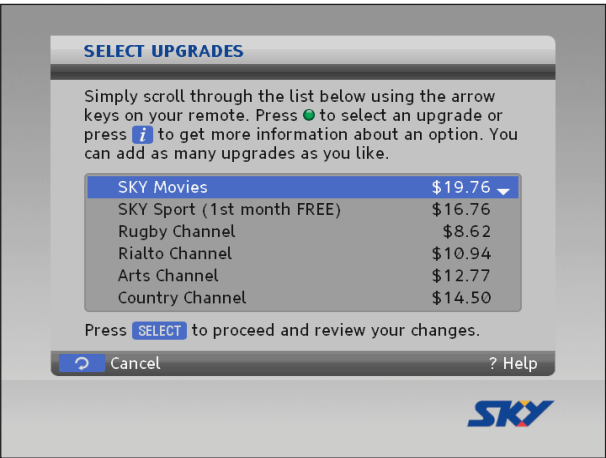 SELECT UPGRADES
Simply scroll through the list below using the arrow
keys on your remote. Press to select an upgrade or
press i to get more information about an option. You
can add as many upgrades as you like.
SKY Movies $19.76
SKY Sport (1st month FREE) $16.76
Rugby Channel $8.62
Rialto Channel $10.94
Arts Channel $12.77
Country Channel $14.50
Press SELECT to proceed and review your changes.
Cancel ? Help
SKY